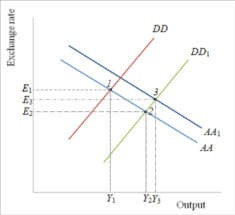 Exchange rate
DD
DD1
1
E1
3
E3
E2
2
AA1
AA
Y1
Y2Y3
Output